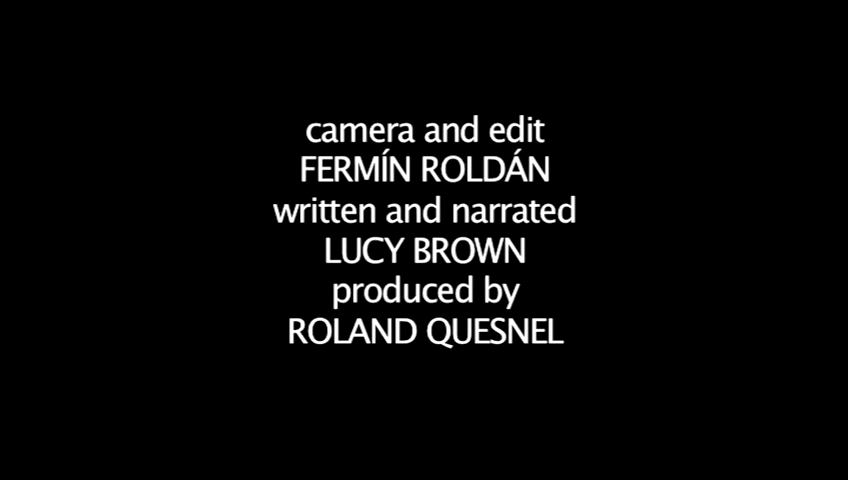 camera and edit
FERMÍN ROLDÁN
written and narrated
LUCY BROWN
produced by
ROLAND QUESNEL